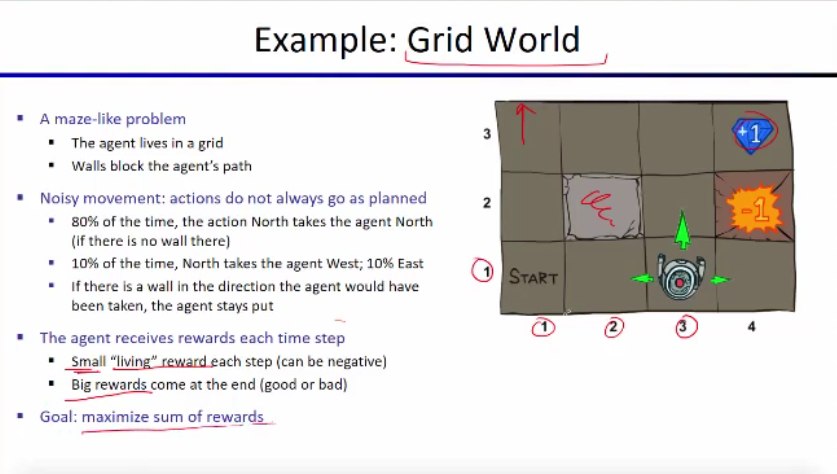 Example: Grid World
A maze-like problem
The agent lives in a grid
Walls block the agent's path
Noisy movement: actions do not always go as planned
80% of the time, the action North takes the agent North
(if there is no wall there)
10% of the time, North takes the agent West; 10% East
If there is a wall in the direction the agent would have
been taken, the agent stays put
The agent receives rewards each time step
Small "living" reward each step (can be negative)
Big rewards come at the end (good or bad)
Goal: maximize sum of rewards
3
+1
2
-1
1
START
1
2
3
4